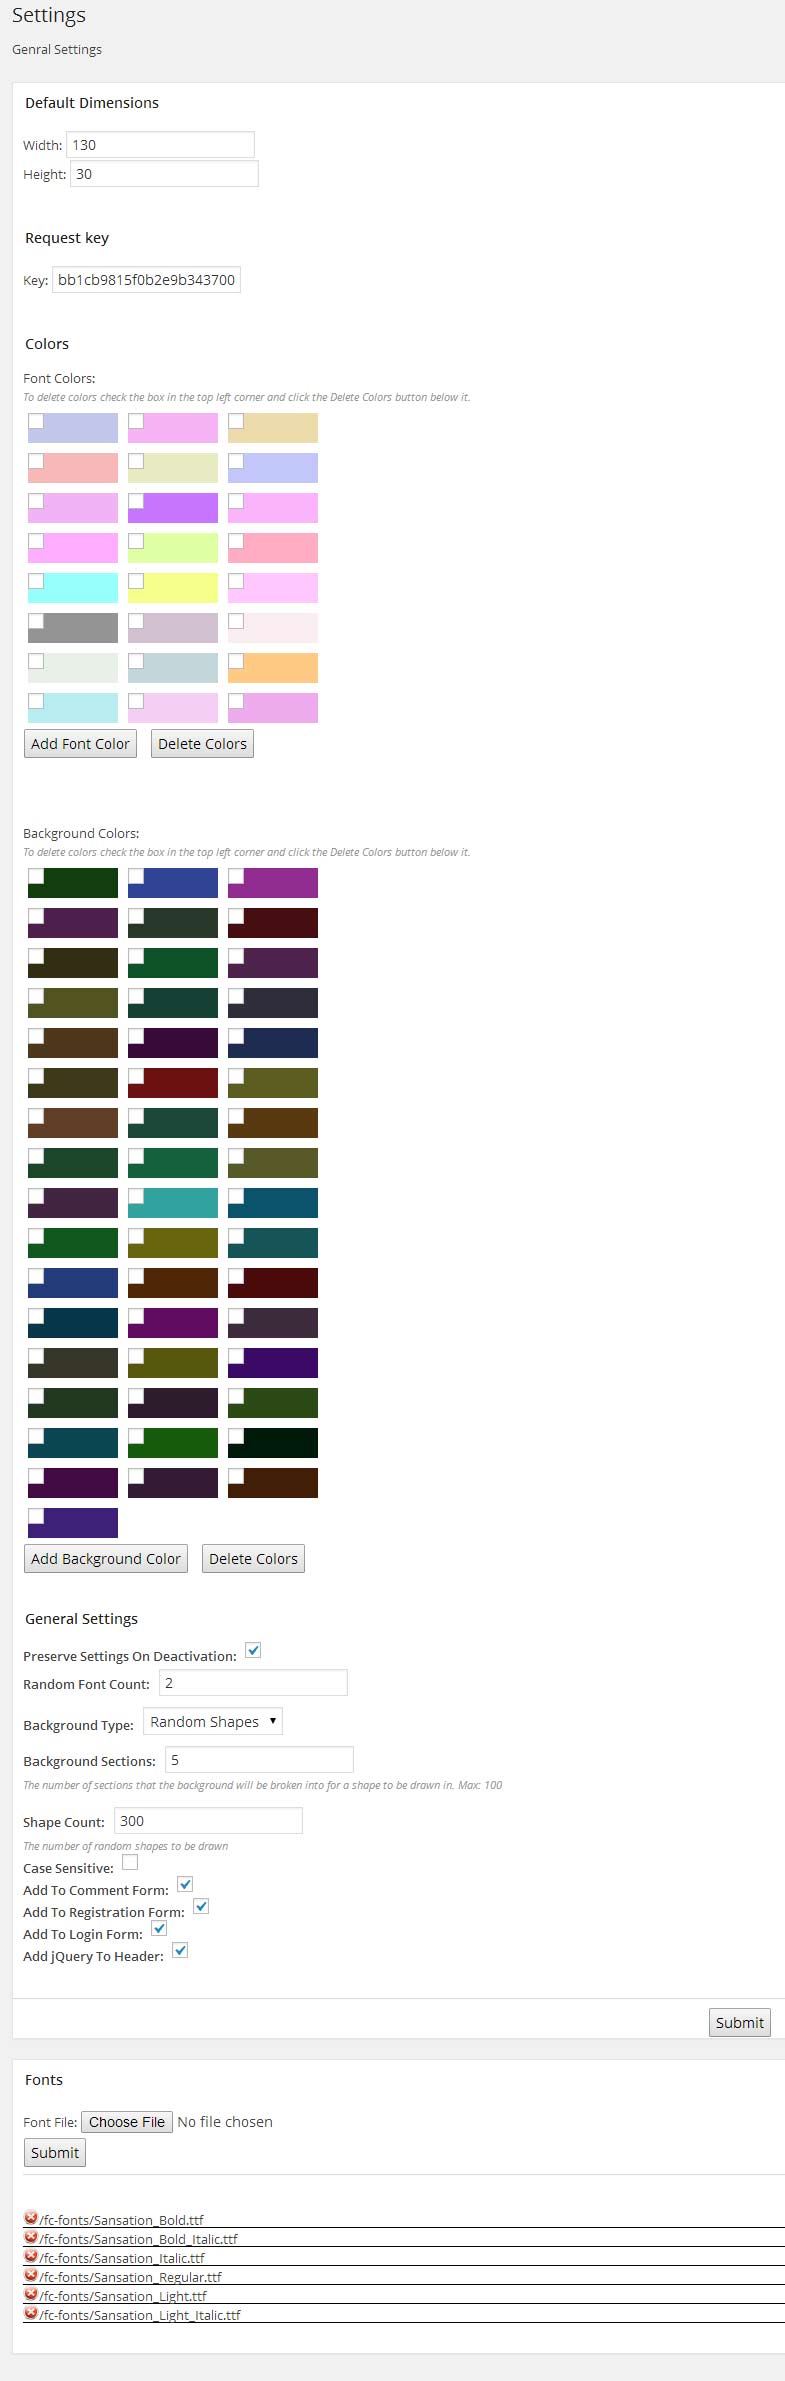 Settings
Genral Settings
Default Dimensions
Width: 130
Height: 30
Request key
Key: bb1cb9815f0b2e9b343700
Colors
Font Colors:
To delete colors check the box in the top left corner and click the Delete Colors button below it.
Add Font Color Delete Colors
Background Colors:
To delete colors check the box in the top left corner and click the Delete Colors button below it.
Add Background Color Delete Colors
General Settings
Preserve Settings On Deactivation:
Random Font Count: 2
Background Type: Random Shapes
Background Sections: 5
The number of sections that the background will be broken into for a shape to be drawn in. Max: 100
Shape Count: 300
The number of random shapes to be drawn
Case Sensitive:
Add To Comment Form:
Add To Registration Form:
Add To Login Form:
Add jQuery To Header:
Submit
Fonts
Font File: Choose File No file chosen
Submit
/fc-fonts/Sansation_Bold.ttf
/fc-fonts/Sansation_Bold_Italic.ttf
/fc-fonts/Sansation_Italic.ttf
/fc-fonts/Sansation_Regular.ttf
/fc-fonts/Sansation_Light.ttf
/fc-fonts/Sansation_Light_Italic.ttf